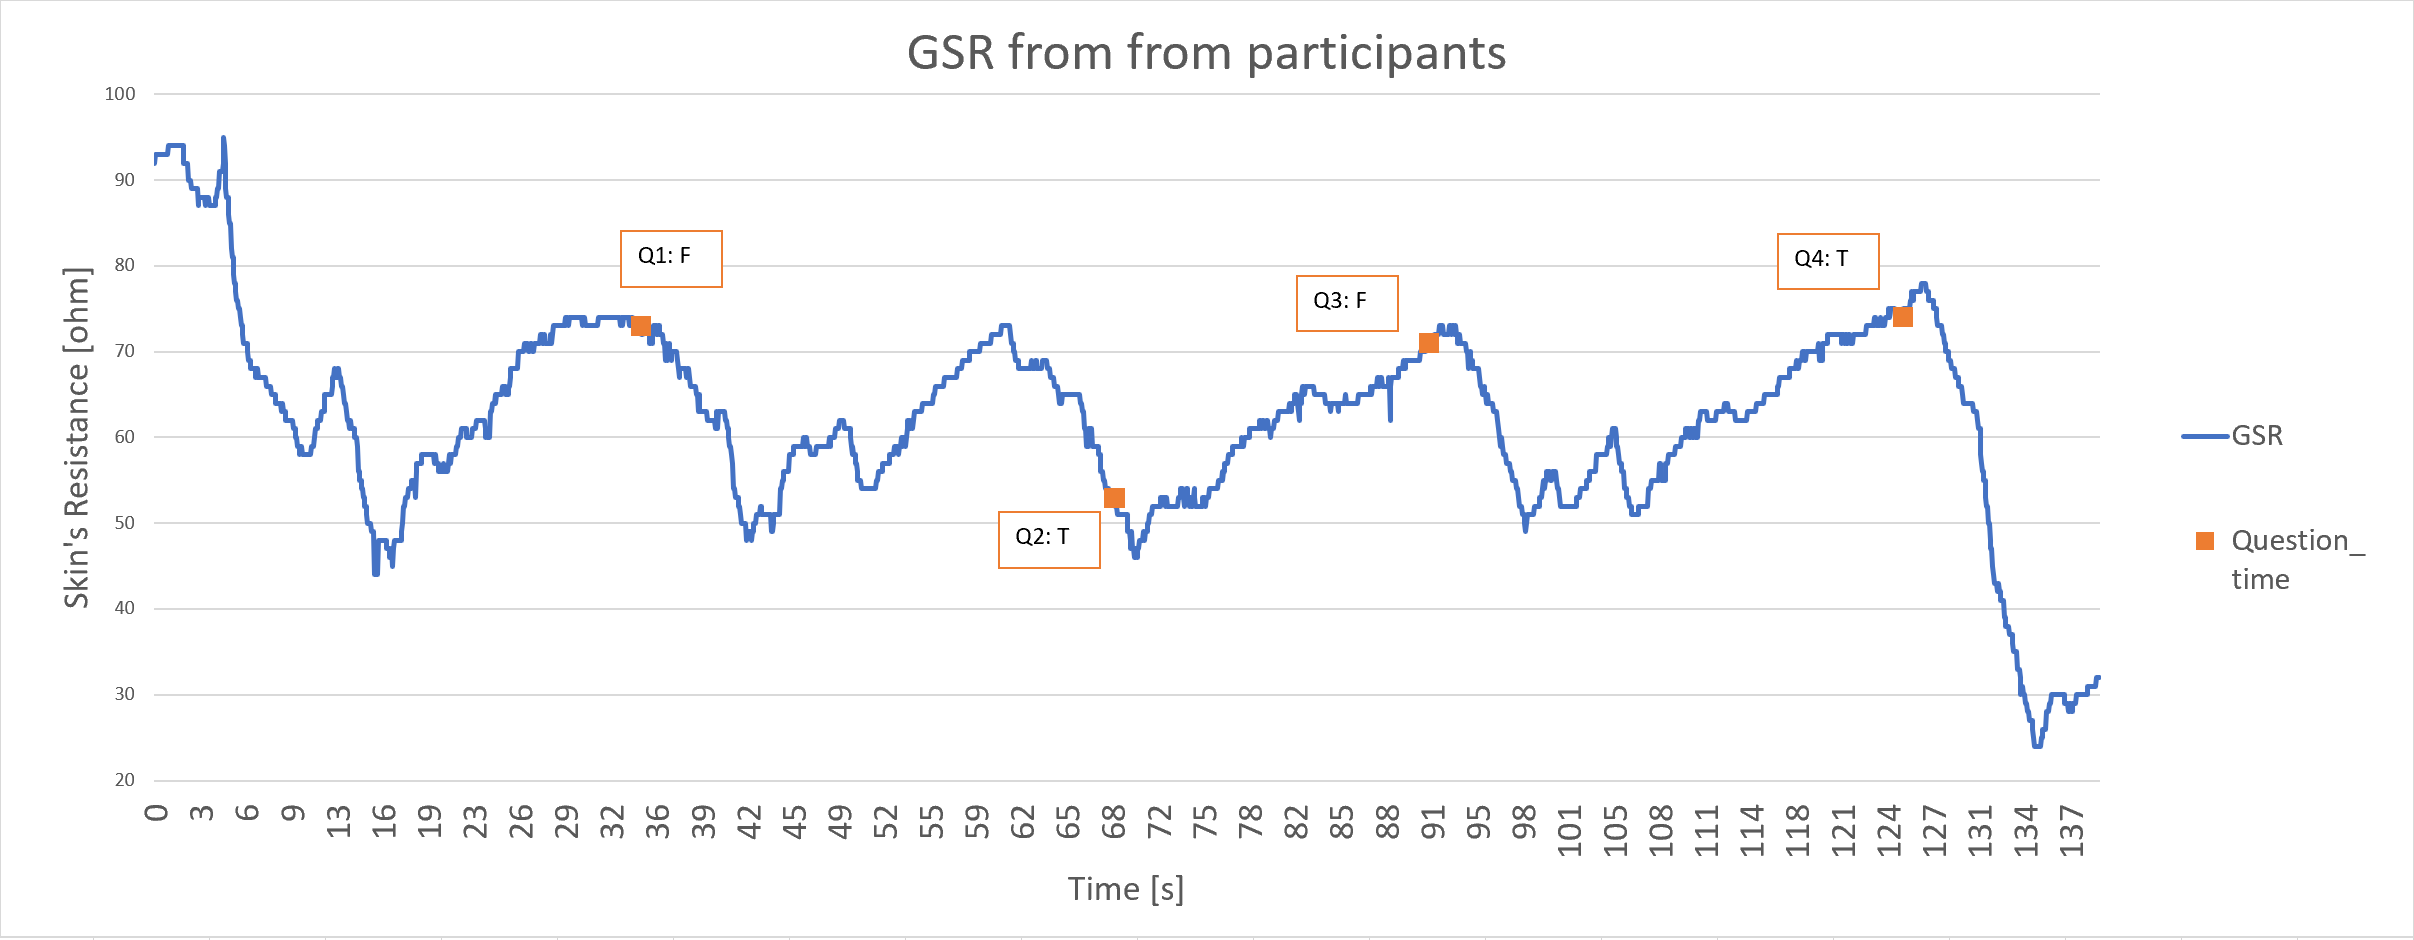 GSR from from participants
100
90
80
70
60
50
40
30
20
Skin's Resistance [ohm]
Q1: F
Q2: T
Q3: F
Q4: T
GSR
Question_
time
0 3 6 9 13 16 19 23 26 29 32 36 39 42 45 49 52 55 59 62 65 68 72 75 78 82 85 88 91 95 98 101 105 108 111 114 118 121 124 127 131 134 137
Time [s]